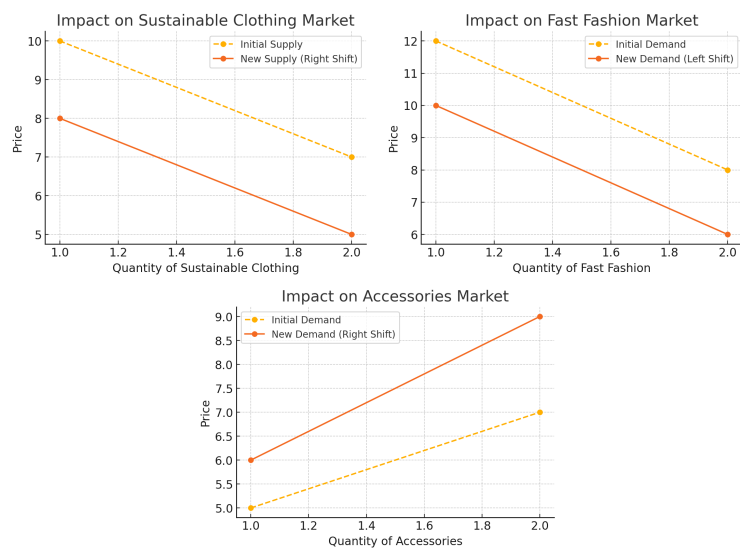 Impact on Sustainable Clothing Market
10
9
8
7
6
5
Price
Initial Supply
New Supply (Right Shift)
1.0 1.2 1.4 1.6 1.8 2.0
Quantity of Sustainable Clothing
Impact on Fast Fashion Market
12
11
10
9
8
7
6
Price
Initial Demand
New Demand (Left Shift)
1.0 1.2 1.4 1.6 1.8 2.0
Quantity of Fast Fashion
Impact on Accessories Market
9.0
8.5
8.0
7.5
7.0
6.5
6.0
5.5
5.0
Price
Initial Demand
New Demand (Right Shift)
1.0 1.2 1.4 1.6 1.8 2.0
Quantity of Accessories